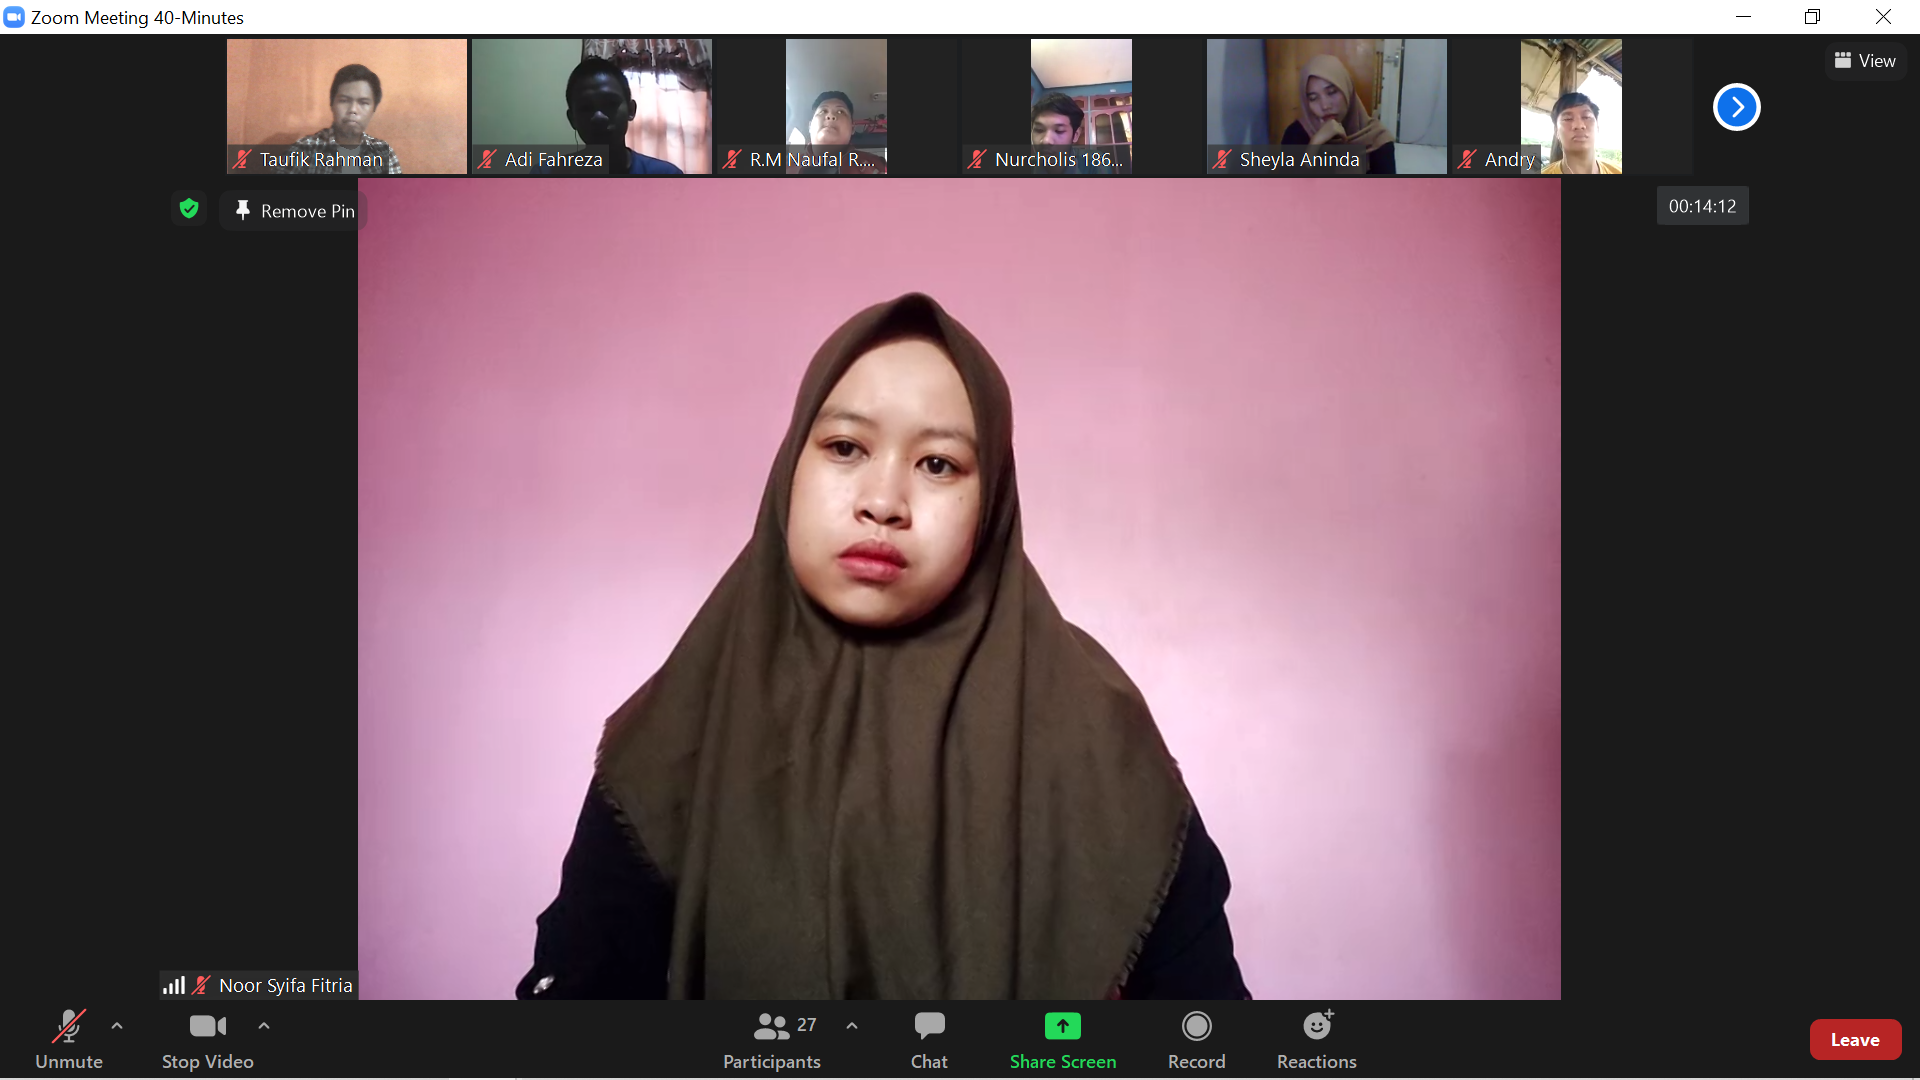 Zoom Meeting 40-Minutes
View
Taufik Rahman
Adi Fahreza
R.M Naufal R....
Nurcholis 186...
Sheyla Aninda
Andry
Remove Pin
00:14:12
Noor Syifa Fitria
Unmute
Stop Video
27
Participants
Chat
Share Screen
Record
Reactions
Leave